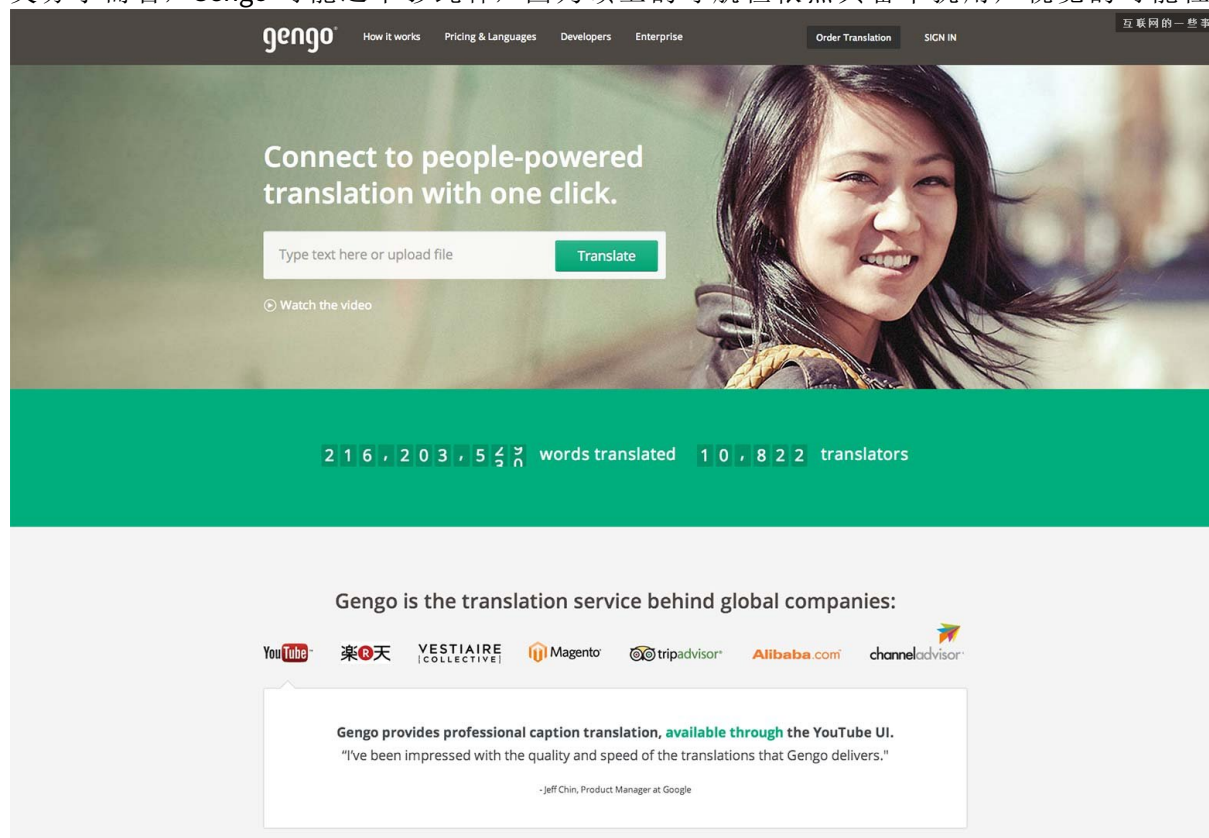 互联网的一些事
gengo
How it works Pricing & Languages Developers Enterprise Order Translation SIGN IN
Connect to people-powered
translation with one click.
Type text here or upload file Translate
Watch the video
216,203,5 words translated 10,822 translators
Gengo is the translation service behind global companies:
YouTube 楽R天 VESTIAIRE |COLLECTIVE| Magento tripadvisor Alibaba.com channeladvisor
Gengo provides professional caption translation, available through the YouTube UI.
“I've been impressed with the quality and speed of the translations that Gengo delivers."
- Jeff Chin, Product Manager at Google